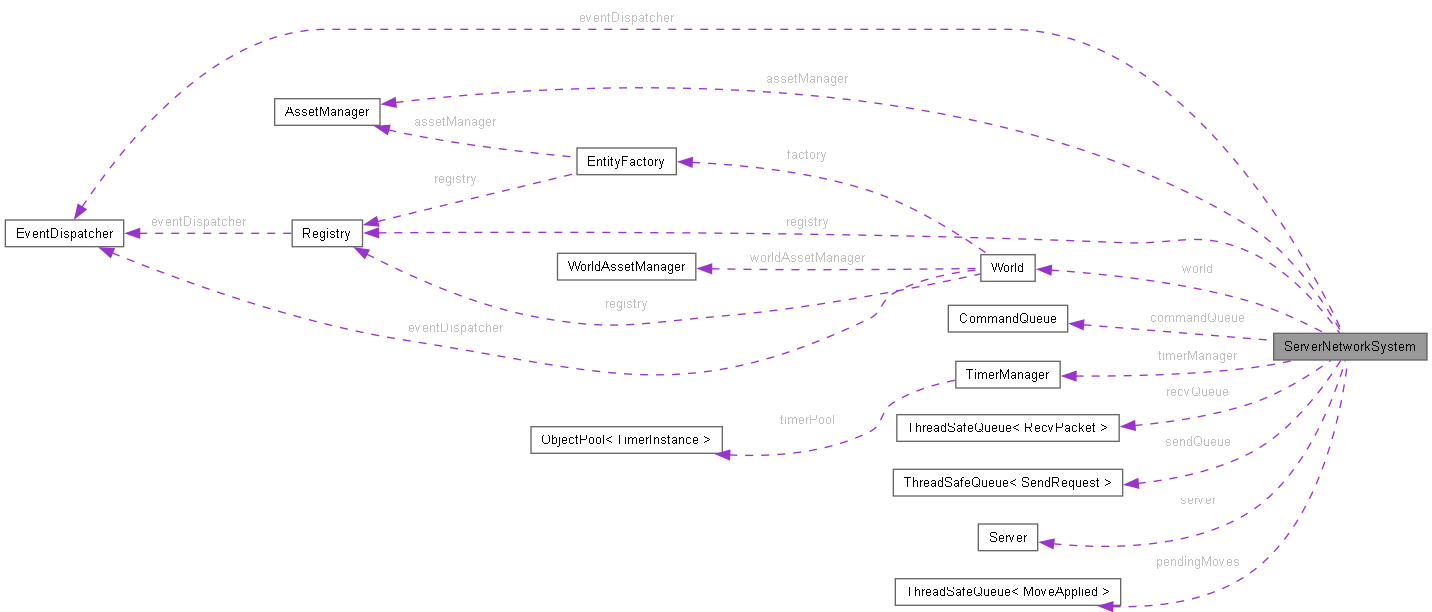 eventDispatcher
assetManager
AssetManager
assetManager
factory
EntityFactory
registry
eventDispatcher
registry
EventDispatcher
Registry
worldAssetManager
WorldAssetManager
World
world
registry
CommandQueue
commandQueue
eventDispatcher
ServerNetworkSystem
timerManager
TimerManager
recvQueue
timerPool
ThreadSafeQueue< RecvPacket >
ObjectPool< TimerInstance >
sendQueue
ThreadSafeQueue< SendRequest >
server
Server
pendingMoves
ThreadSafeQueue< MoveApplied >